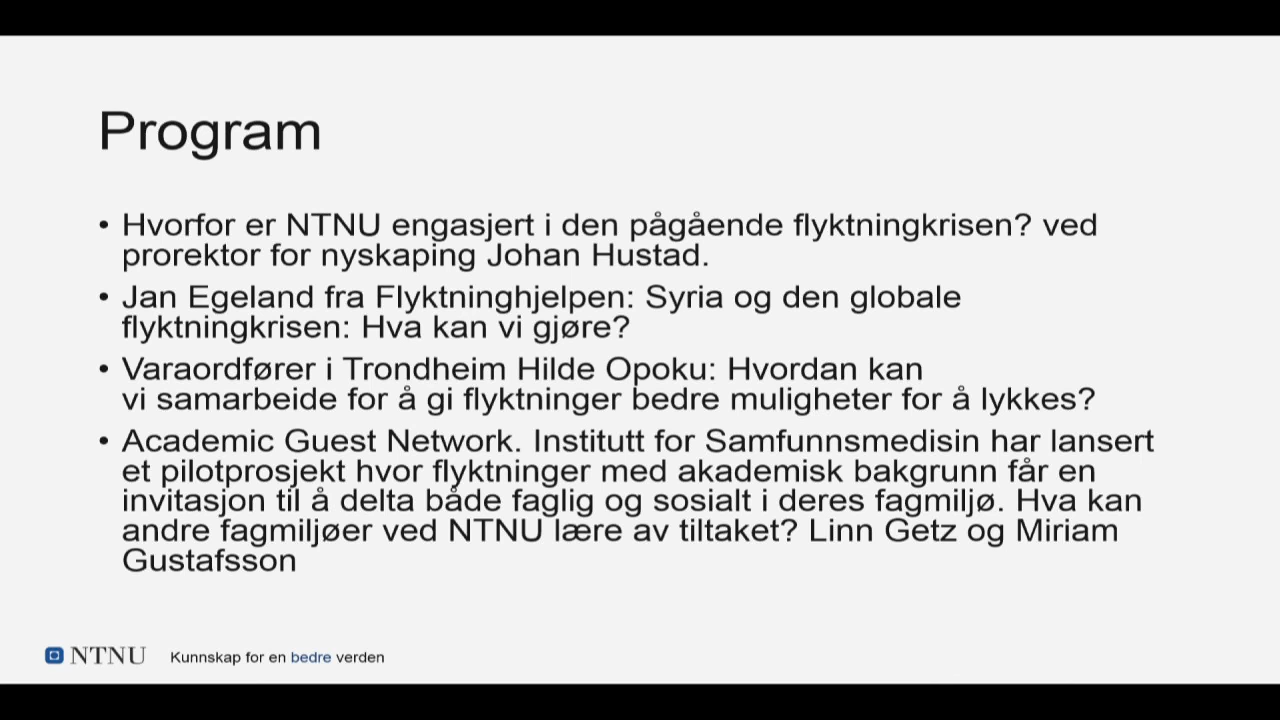 Program
• Hvorfor er NTNU engasjert i den pågående flyktningkrisen? ved
prorektor for nyskaping Johan Hustad.
• Jan Egeland fra Flyktninghjelpen: Syria og den globale
flyktningkrisen: Hva kan vi gjøre?
• Varaordfører i Trondheim Hilde Opoku: Hvordan kan
vi samarbeide for å gi flyktninger bedre muligheter for å lykkes?
• Academic Guest Network. Institutt for Samfunnsmedisin har lansert
et pilotprosjekt hvor flyktninger med akademisk bakgrunn får en
invitasjon til å delta både faglig og sosialt i deres fagmiljø. Hva kan
andre fagmiljøer ved NTNU lære av tiltaket? Linn Getz og Miriam
Gustafsson
NTNU Kunnskap for en bedre verden